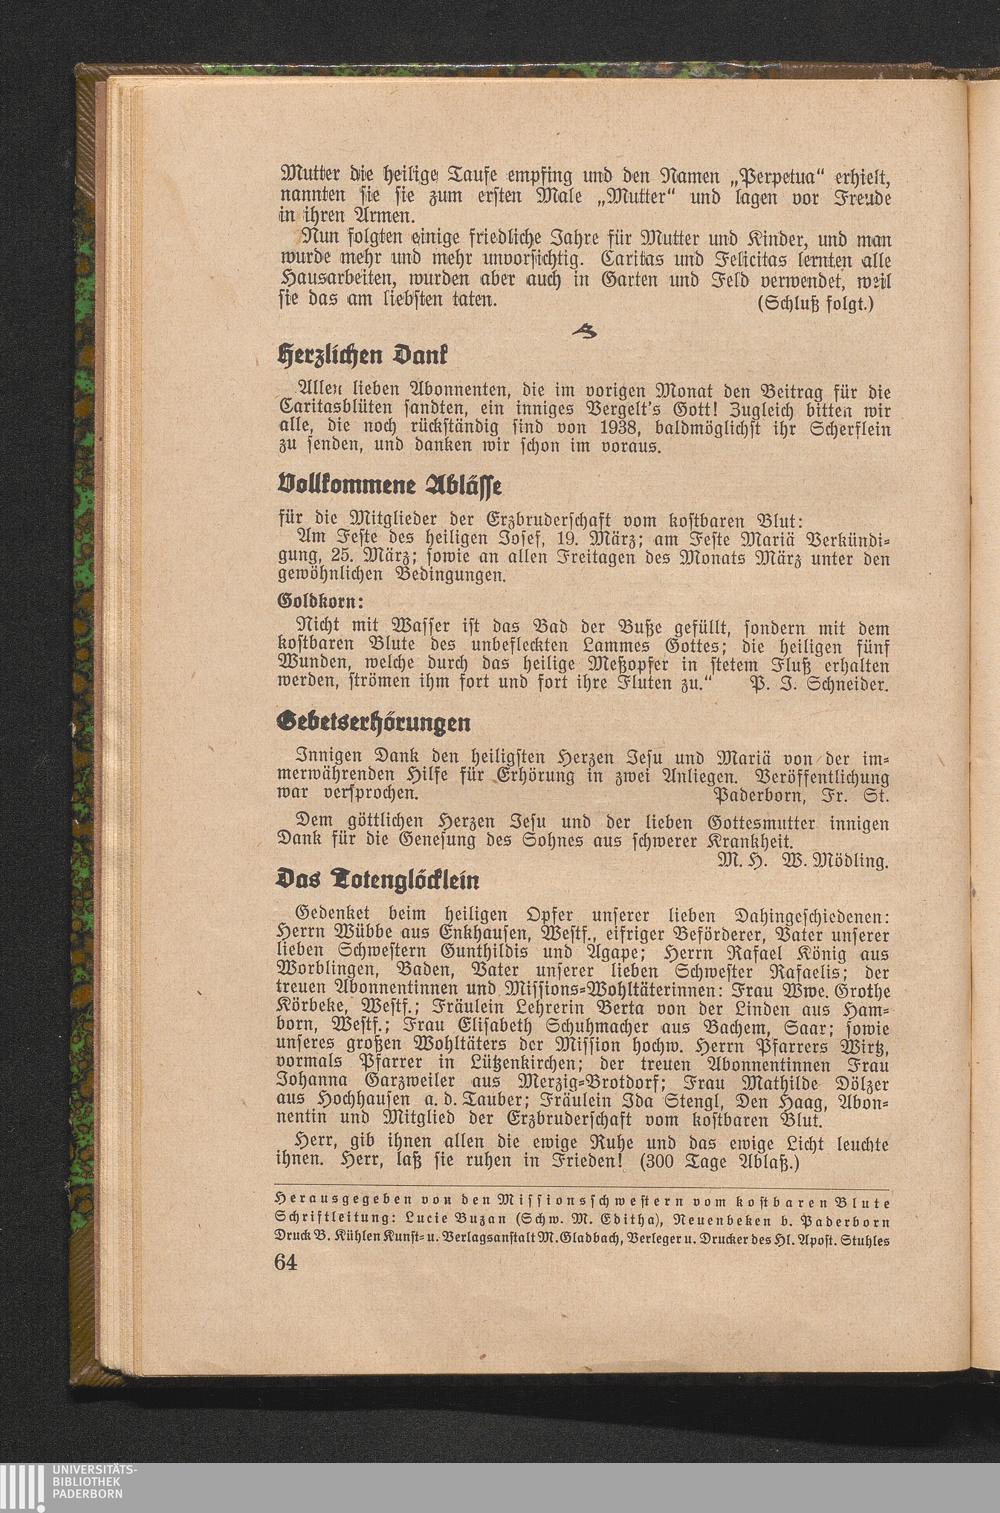 Mutter die heilige Taufe empfing und den Namen „Perpetua“ erhielt,
nannten sie sie zum ersten Male „Mutter“ und lagen vor Freude
in ihren Armen.
Nun folgten einige friedliche Jahre für Mutter und Kinder, und man
wurde mehr und mehr unvorsichtig. Caritas und Felicitas lernten alle
Hausarbeiten, wurden aber auch in Garten und Feld verwendet, weil
sie das am liebsten taten. (Schluß folgt.)
Herzlichen Dank
Allen lieben Abonnenten, die im vorigen Monat den Beitrag für die
Caritasblüten sandten, ein inniges Vergelt's Gott! Zugleich bitten wir
alle, die noch rückständig sind von 1938, baldmöglichst ihr Scherflein
zu senden, und danken wir schon im voraus.
Vollkommene Ablässe
für die Mitglieder der Erzbruderschaft vom kostbaren Blut:
Am Feste des heiligen Josef, 19. März; am Feste Mariä Verkündi-
gung, 25. März; sowie an allen Freitagen des Monats März unter den
gewöhnlichen Bedingungen.
Goldkorn:
Nicht mit Wasser ist das Bad der Buße gefüllt, sondern mit dem
kostbaren Blute des unbefleckten Lammes Gottes; die heiligen fünf
Wunden, welche durch das heilige Meßopfer in stetem Fluß erhalten
werden, strömen ihm fort und fort ihre Fluten zu.“ P. J. Schneider.
Gebetserhörungen
Innigen Dank den heiligsten Herzen Jesu und Mariä von der im-
merwährenden Hilfe für Erhörung in zwei Anliegen. Veröffentlichung
war versprochen. Paderborn, Fr. St.
Dem göttlichen Herzen Jesu und der lieben Gottesmutter innigen
Dank für die Genesung des Sohnes aus schwerer Krankheit.
M. H. W. Mödling.
Das Totenglöcklein
Gedenket beim heiligen Opfer unserer lieben Dahingeschiedenen:
Herrn Wübbe aus Enkhausen, Westf., eifriger Beförderer, Vater unserer
lieben Schwestern Gunthildis und Agape; Herrn Rafael König aus
Worblingen, Baden, Vater unserer lieben Schwester Rafaelis; der
treuen Abonnentinnen und Missions-Wohltäterinnen: Frau Wwe. Grothe
Körbeke, Westf.; Fräulein Lehrerin Berta von der Linden aus Ham-
born, Westf.; Frau Elisabeth Schuhmacher aus Bachem, Saar; sowie
unseres großen Wohltäters der Mission hochw. Herrn Pfarrers Wirtz,
vormals Pfarrer in Lützenkirchen; der treuen Abonnentinnen Frau
Johanna Garzweiler aus Merzig-Brotdorf; Frau Mathilde Dölzer
aus Hochhausen a. d. Tauber; Fräulein Ida Stengl, Den Haag, Abon-
nentin und Mitglied der Erzbruderschaft vom kostbaren Blut.
Herr, gib ihnen allen die ewige Ruhe und das ewige Licht leuchte
ihnen. Herr, laß sie ruhen in Frieden! (300 Tage Ablaß.)
Herausgegeben von den Missionsschwestern vom kostbaren Blute
Schriftleitung: Lucie Buzan (Schw. M. Editha), Neuenbeken b. Paderborn
Druck B. Kühlen Kunst- u. Verlagsanstalt M.Gladbach, Verleger u. Drucker des Hl. Apost. Stuhles
64
UNIVERSITÄTS-
BIBLIOTHEK
PADERBORN